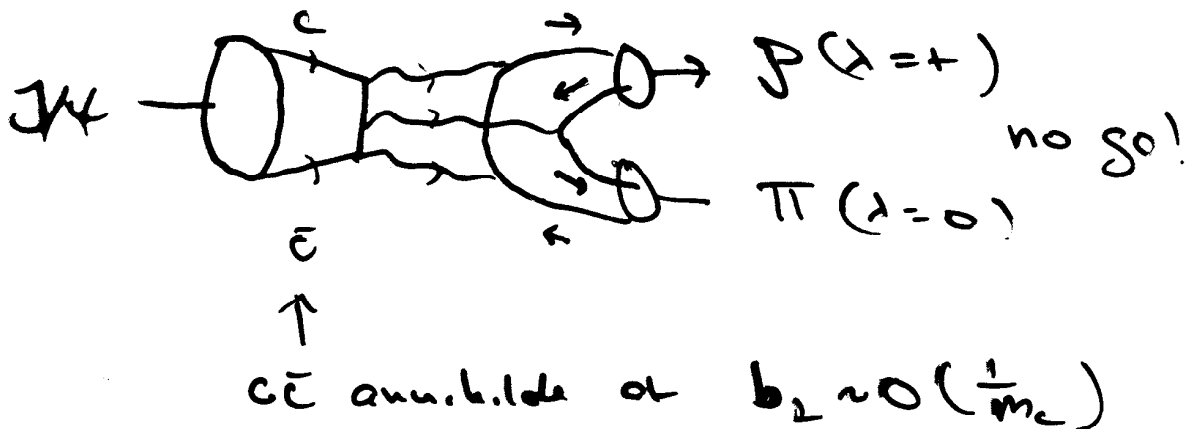 c
J/ψ
ρ (λ=+)
no go!
π (λ=0)
c̄
↑
cc̄ annihilate at b⊥ ~ O(1/m_c)